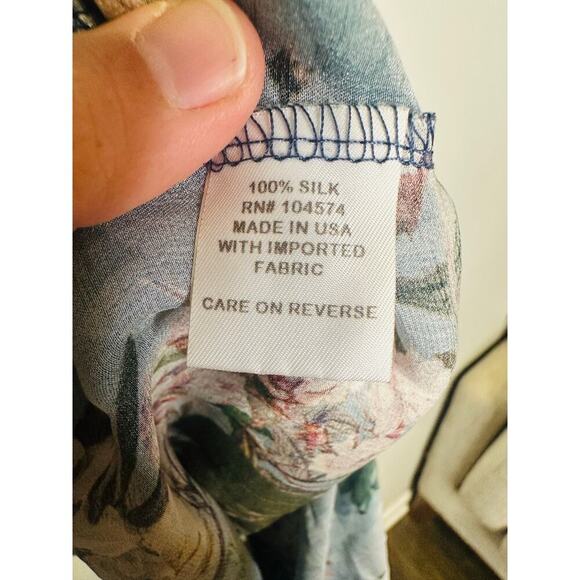 100% SILK
RN# 104574
MADE IN USA
WITH IMPORTED
FABRIC
CARE ON REVERSE